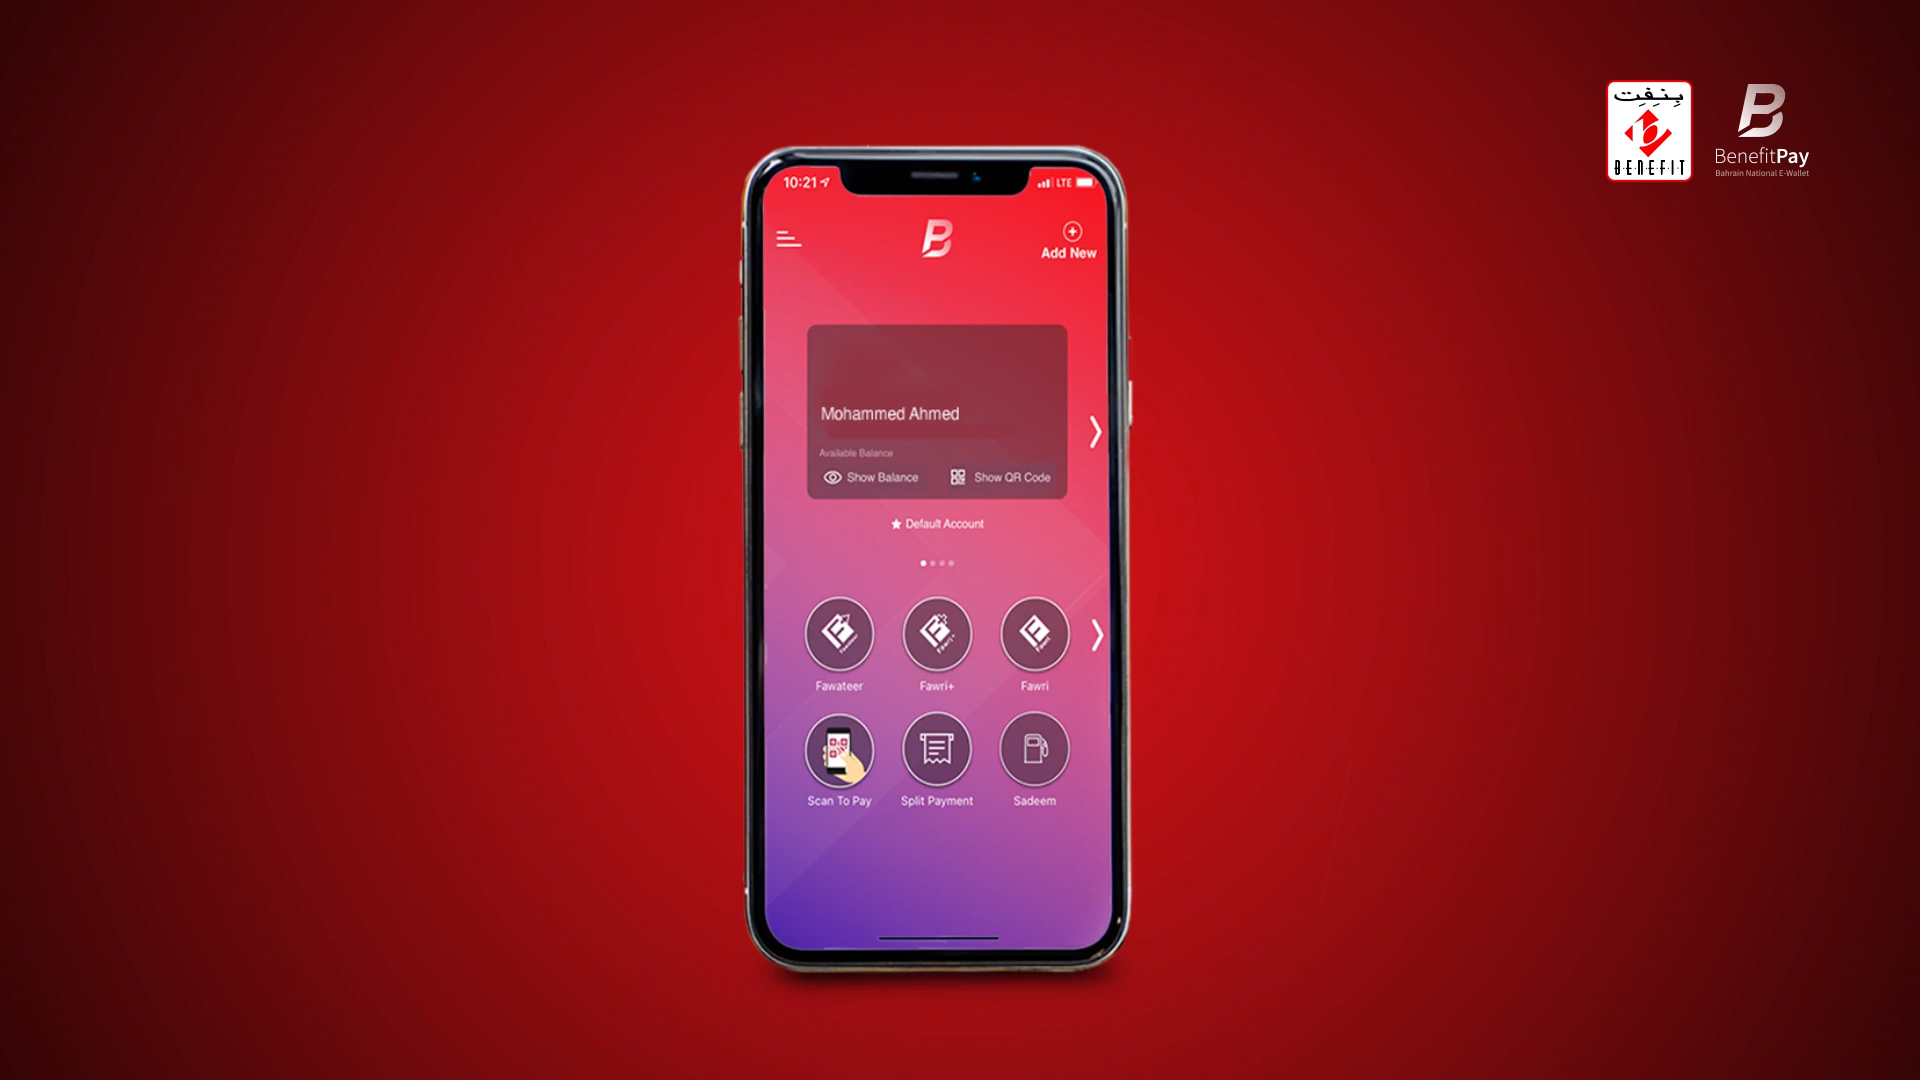 بِنِفِت
BENEFIT
BenefitPay
Bahrain National E-Wallet
10:21
LTE
Add New
Mohammed Ahmed
Available Balance
Show Balance
Show QR Code
Default Account
Fawateer
Fawri+
Fawri
Scan To Pay
Split Payment
Sadeem